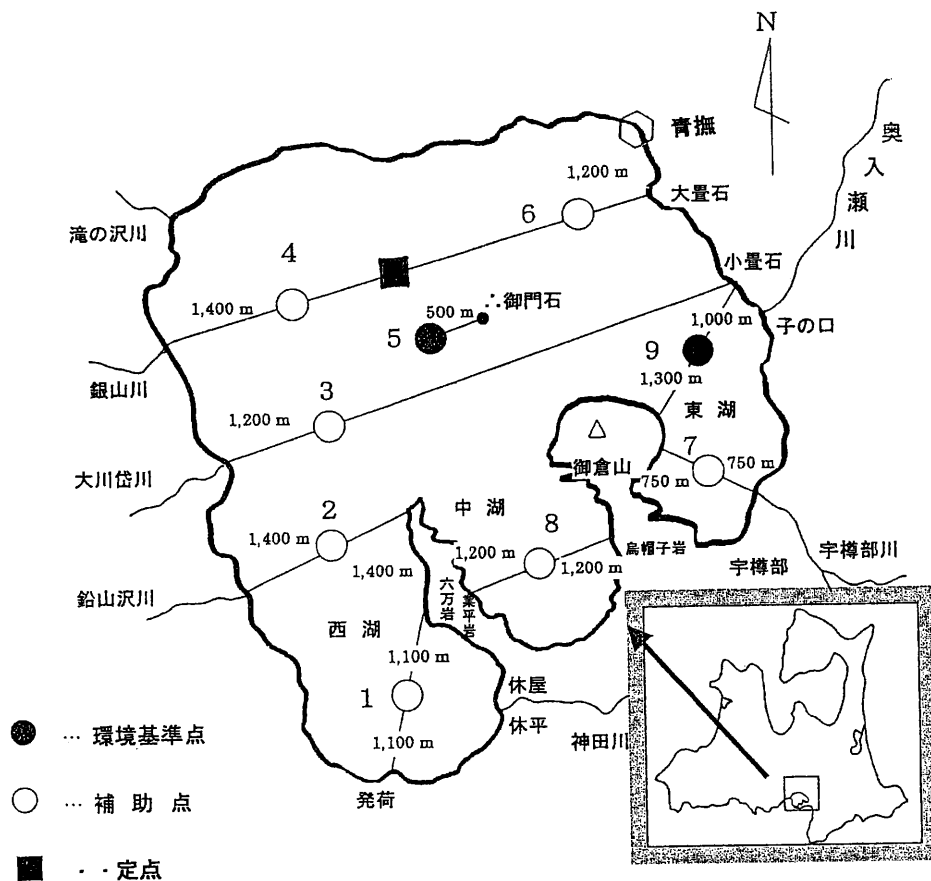 N
青撫
奥入瀬川
1,200 m
大畳石
6
滝の沢川
4
小畳石
1,400 m
500 m
御門石
5
1,000 m
子の口
9
銀山川
1,300 m
3
1,200 m
東 湖
7
750 m
御倉山
750 m
大川岱川
2
中 湖
8
1,400 m
1,200 m
1,200 m
烏帽子岩
1,400 m
宇樽部
宇樽部川
鉛山沢川
六万岩
業平岩
西 湖
1,100 m
1
休屋
休平
神田川
1,100 m
発荷
… 環境基準点
… 補 助 点
・・定点